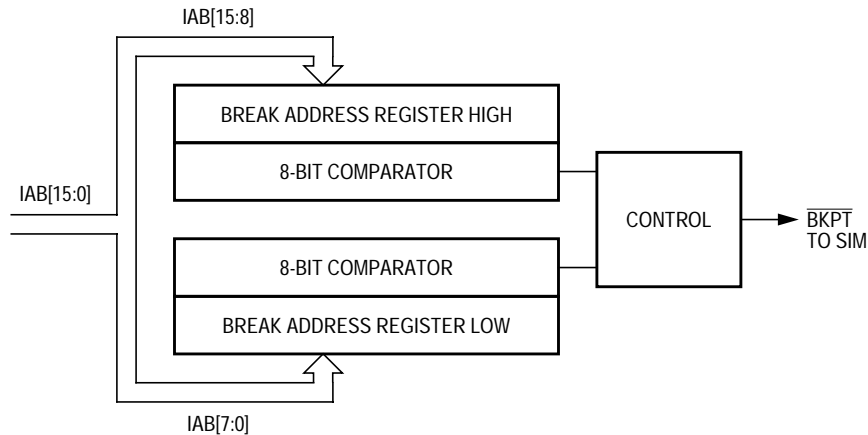 IAB[15:8]
BREAK ADDRESS REGISTER HIGH
8-BIT COMPARATOR
IAB[15:0]
CONTROL
BKPT
TO SIM
8-BIT COMPARATOR
BREAK ADDRESS REGISTER LOW
IAB[7:0]